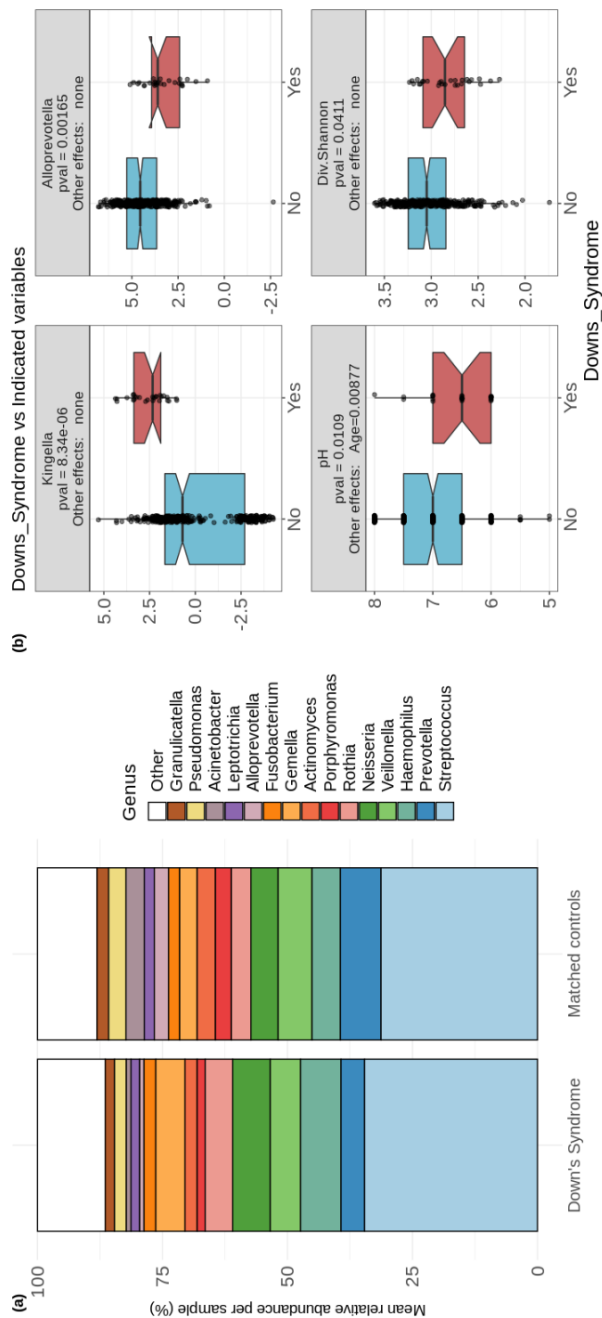 (a)
Mean relative abundance per sample (%)
100
75
50
25
0
Down's Syndrome
Matched controls
Genus
Other
Granulicatella
Pseudomonas
Acinetobacter
Leptotrichia
Alloprevotella
Fusobacterium
Gemella
Actinomyces
Porphyromonas
Rothia
Neisseria
Veillonella
Haemophilus
Prevotella
Streptococcus
(b)
Downs_Syndrome vs Indicated variables
Kingella
pval = 8.34e-06
Other effects: none
5.0
2.5
0.0
-2.5
No
Yes
Alloprevotella
pval = 0.00165
Other effects: none
5.0
2.5
0.0
-2.5
No
Yes
pH
pval = 0.0109
Other effects: Age=0.00877
8
7
6
5
No
Yes
Div.Shannon
pval = 0.0411
Other effects: none
3.5
3.0
2.5
2.0
No
Yes
Downs_Syndrome